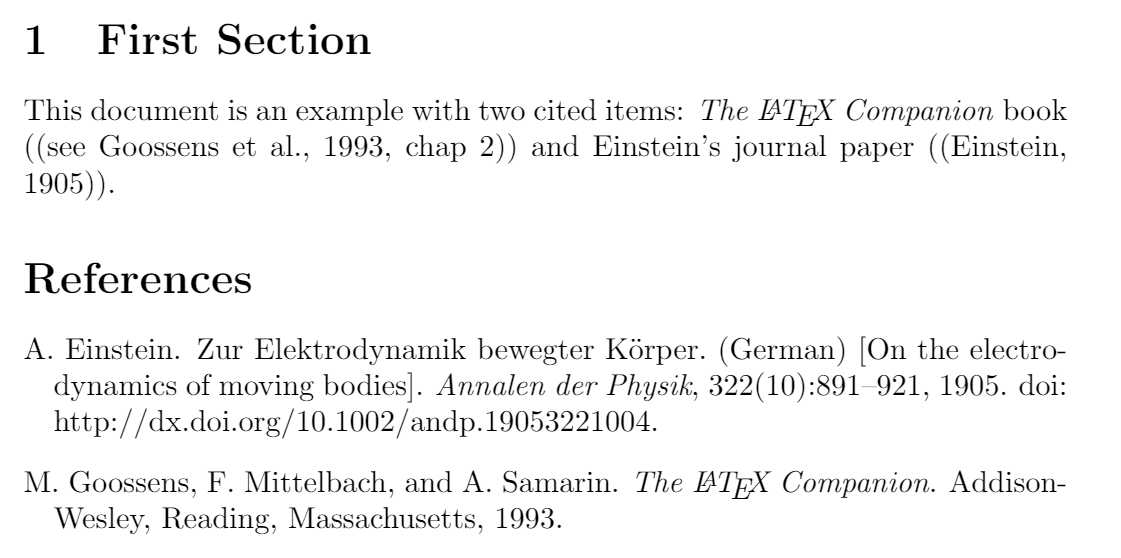 1 First Section
This document is an example with two cited items: The LATEX Companion book
((see Goossens et al., 1993, chap 2)) and Einstein's journal paper ((Einstein,
1905)).
References
A. Einstein. Zur Elektrodynamik bewegter Körper. (German) [On the electro-
dynamics of moving bodies]. Annalen der Physik, 322(10):891–921, 1905. doi:
http://dx.doi.org/10.1002/andp.19053221004.
M. Goossens, F. Mittelbach, and A. Samarin. The LATEX Companion. Addison-
Wesley, Reading, Massachusetts, 1993.